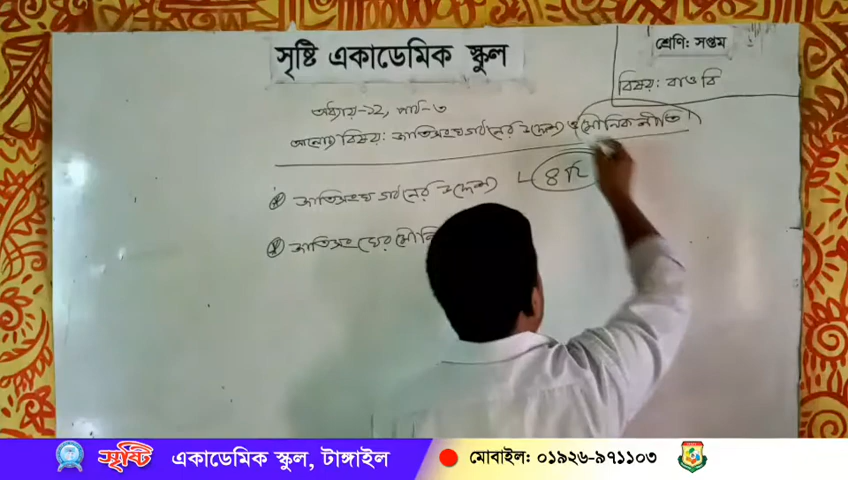 সৃষ্টি একাডেমিক স্কুল
শ্রেণি: সপ্তম
বিষয়: বাওবি
অধ্যায়-১২, পাঠ-৩
আলোচ্য বিষয়: জাতিসংঘ গঠনের উদ্দেশ্য ও মৌলিক নীতি।
জাতিসংঘ গঠনের উদ্দেশ্য ৪টি
জাতিসংঘের মৌলি
সৃষ্টি একাডেমিক স্কুল, টাঙ্গাইল
মোবাইল: ০১৯২৬-৯৭১১০৩